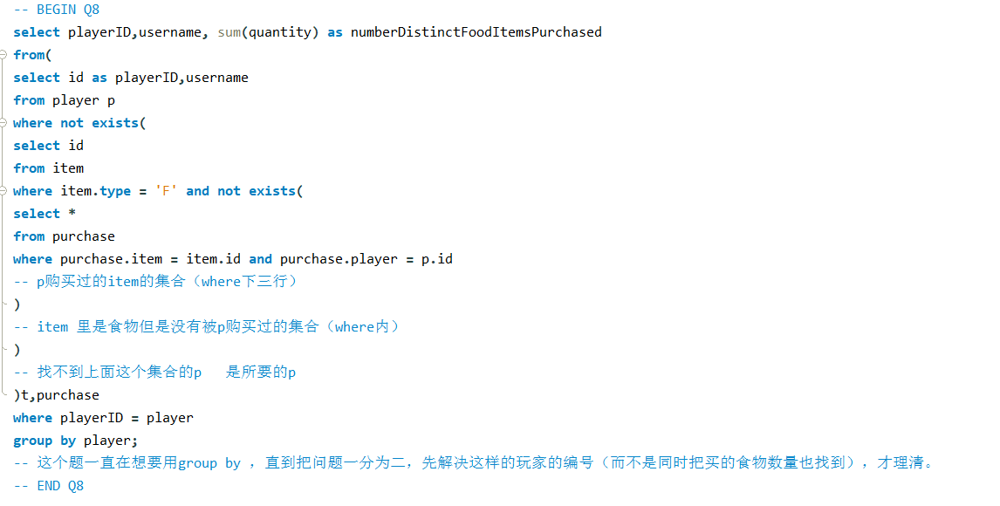 -- BEGIN Q8
select playerID,username, sum(quantity) as numberDistinctFoodItemsPurchased
from(
select id as playerID,username
from player p
where not exists(
select id
from item
where item.type = 'F' and not exists(
select *
from purchase
where purchase.item = item.id and purchase.player = p.id
-- p购买过的item的集合（where下三行）
)
-- item 里是食物但是没有被p购买过的集合（where内）
)
-- 找不到上面这个集合的p   是所要的p
)t,purchase
where playerID = player
group by player;
-- 这个题一直在想要用group by ，直到把问题一分为二，先解决这样的玩家的编号（而不是同时把买的食物数量也找到），才理清。
-- END Q8